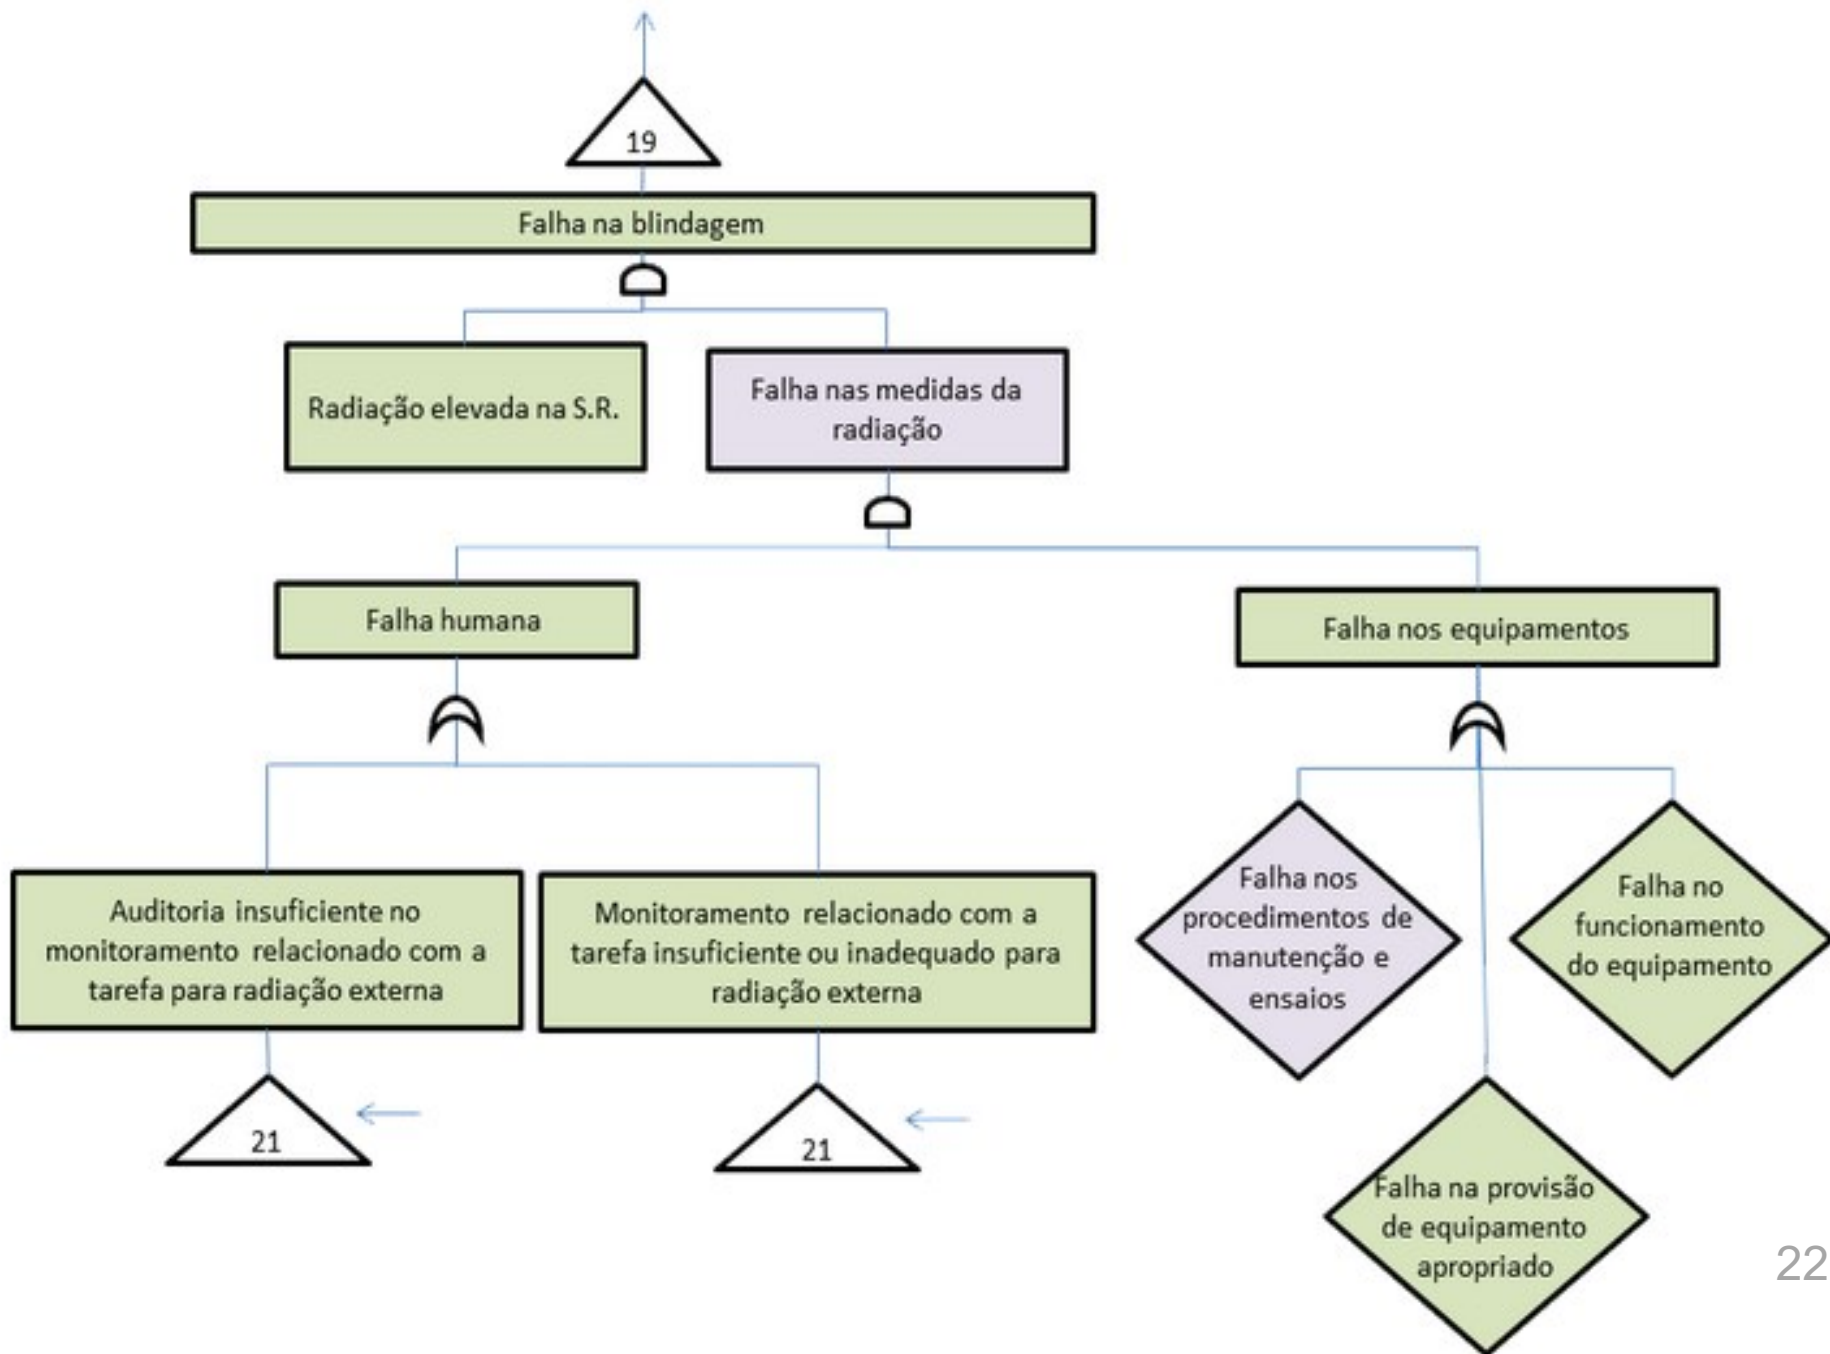 19
Falha na blindagem
Radiação elevada na S.R.
Falha nas medidas da
radiação
Falha humana
Falha nos equipamentos
Auditoria insuficiente no
monitoramento relacionado com a
tarefa para radiação externa
Monitoramento relacionado com a
tarefa insuficiente ou inadequado para
radiação externa
Falha nos
procedimentos de
manutenção e
ensaios
Falha no
funcionamento
do equipamento
21
21
Falha na provisão
de equipamento
apropriado
22